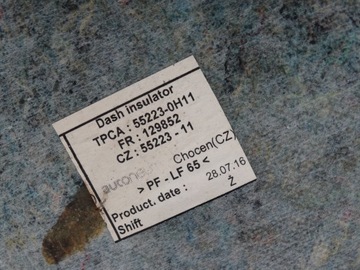 Dash insulator
TPCA : 55223-0H11
FR : 129852
CZ : 55223 - 11
Chocen(CZ)
> PF - LF 65 <
Product. date : 28.07.16
Shift Ž